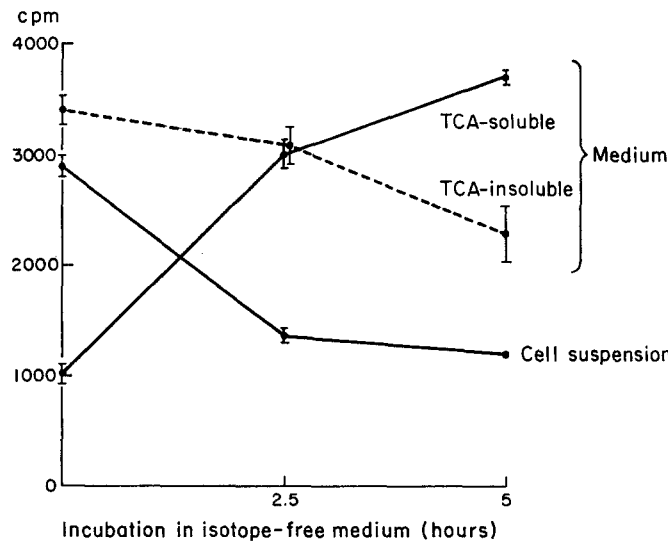 cpm
4000
3000
2000
1000
0
TCA-soluble
TCA-insoluble
Medium
Cell suspension
2.5
5
Incubation in isotope-free medium (hours)